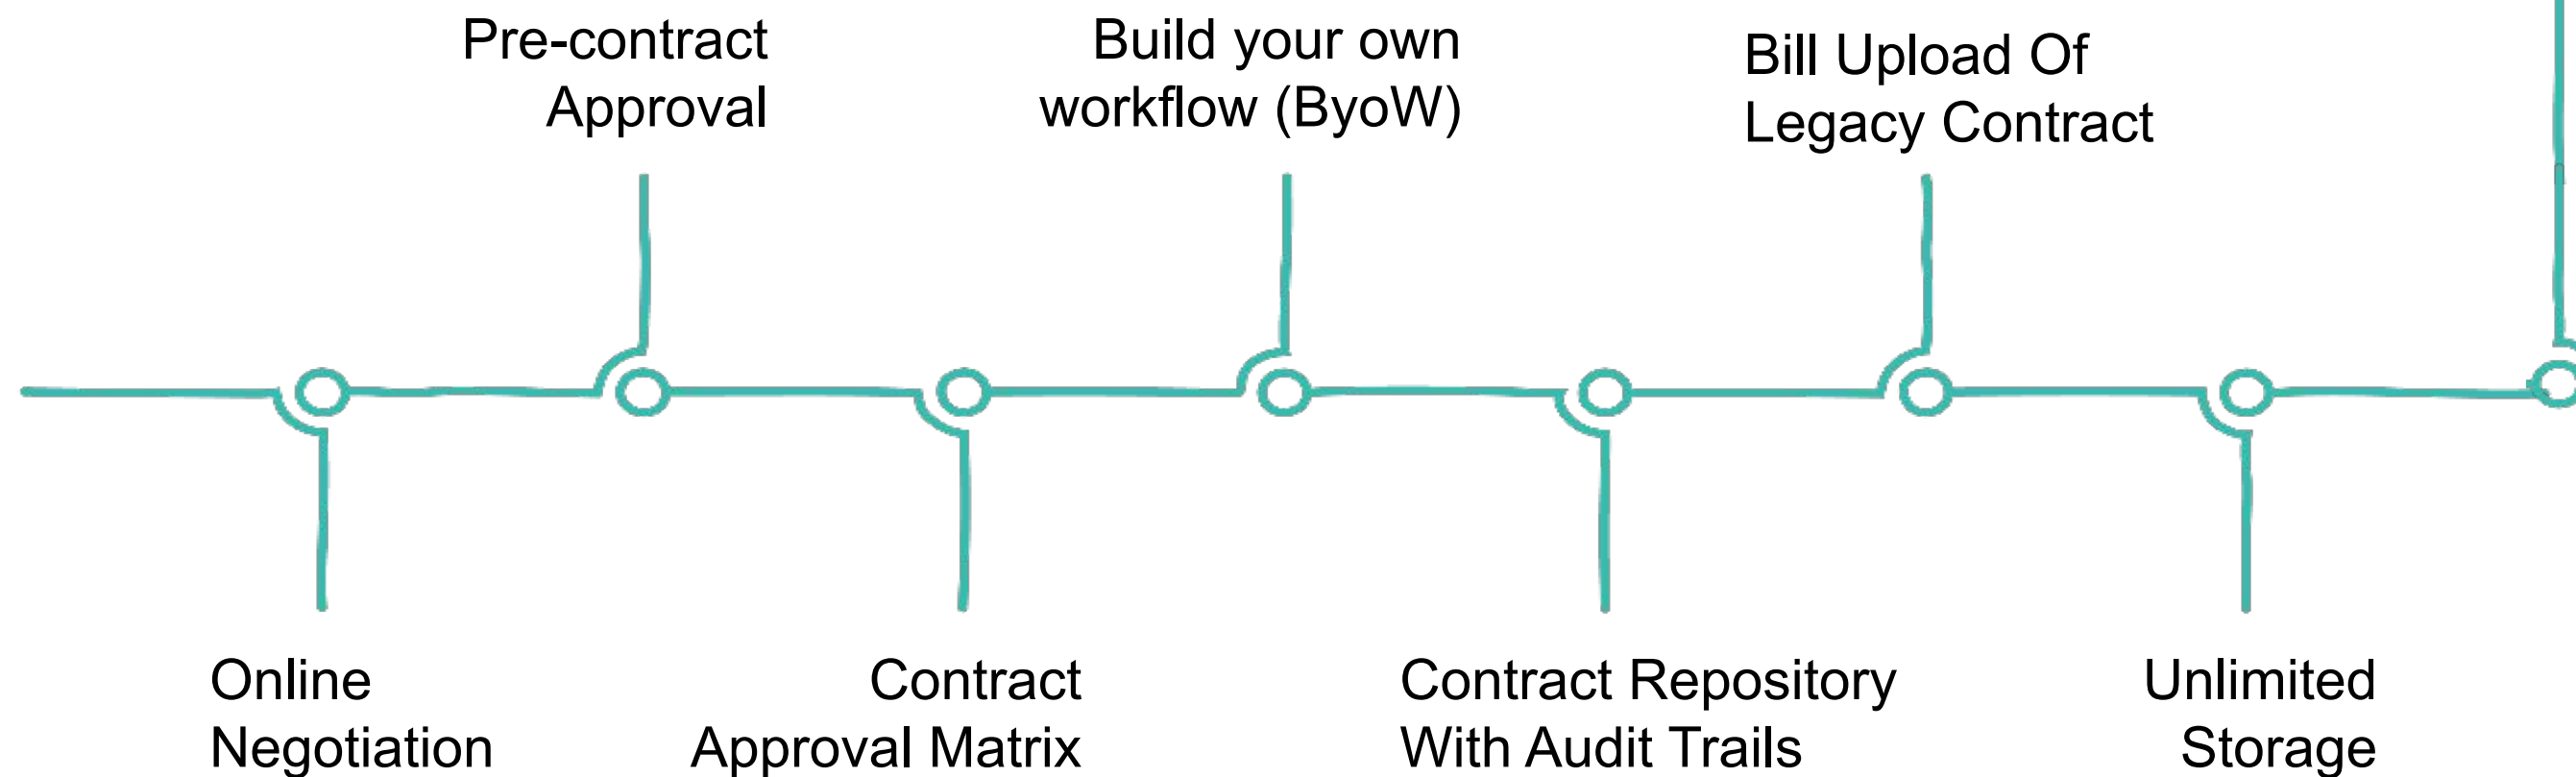 Pre-contract
Approval
Build your own
workflow (ByoW)
Bill Upload Of
Legacy Contract
Online
Negotiation
Contract
Approval Matrix
Contract Repository
With Audit Trails
Unlimited
Storage